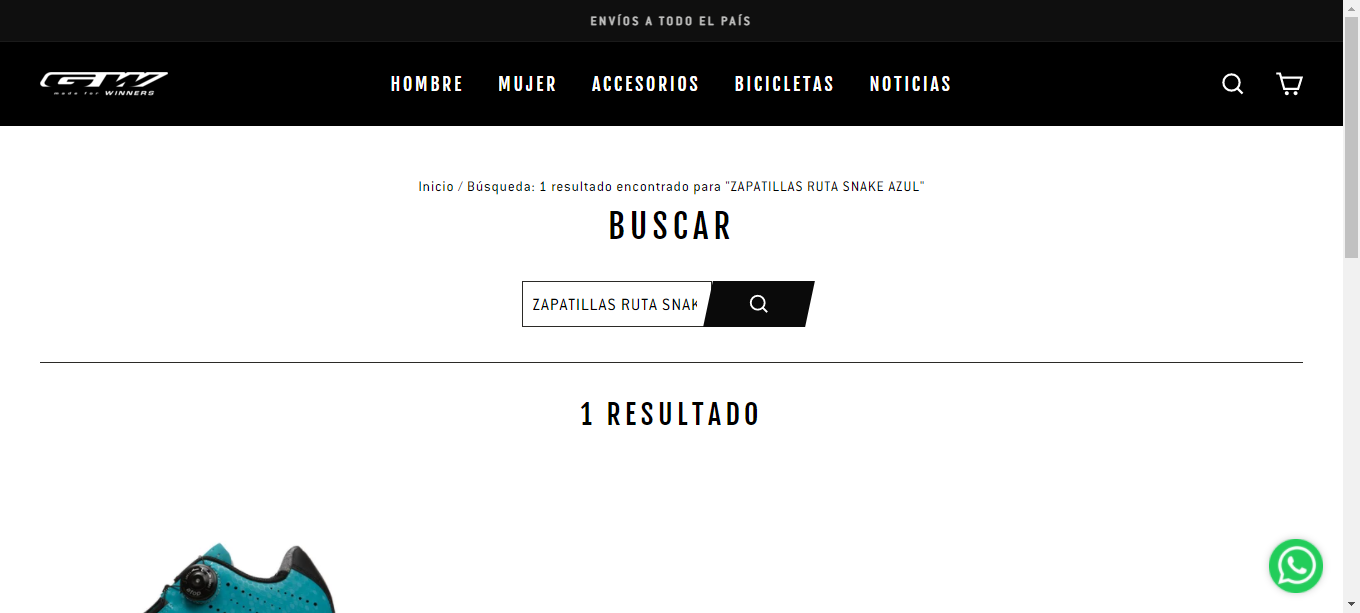 ENVÍOS A TODO EL PAÍS
GW
made for WINNERS
HOMBRE MUJER ACCESORIOS BICICLETAS NOTICIAS
Inicio / Búsqueda: 1 resultado encontrado para "ZAPATILLAS RUTA SNAKE AZUL"
BUSCAR
ZAPATILLAS RUTA SNAK
1 RESULTADO